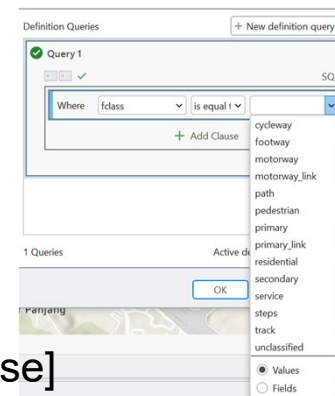 Definition Queries
+ New definition query
Query 1
SQ
Where fclass is equal t
+ Add Clause
cycleway
footway
motorway
motorway_link
path
pedestrian
primary
primary_link
residential
secondary
service
steps
track
unclassified
1 Queries
Active de
OK
Values
Fields
r Panjang
se]